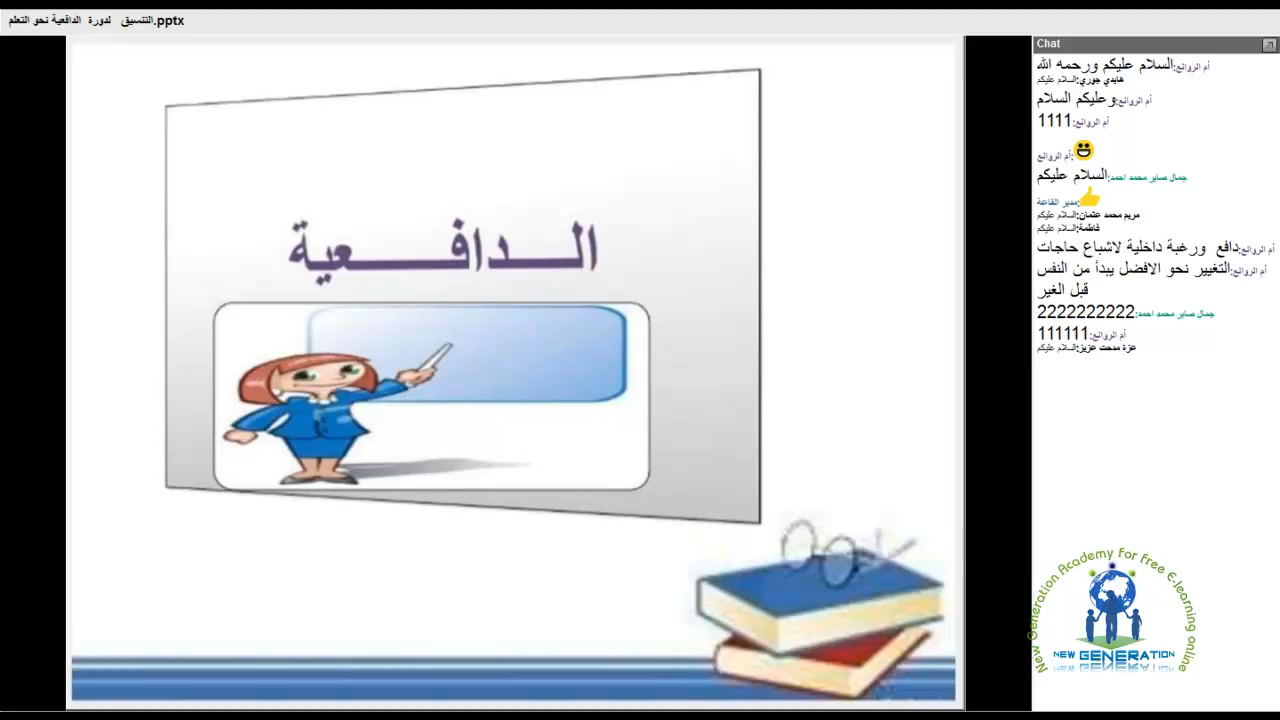 التنسيق لدورة الدافعية نحو التعلم.pptx
الـــدافـــــعية
Chat
أم الروائع:السلام عليكم ورحمه الله
هايدي جوري:السلام عليكم
أم الروائع:وعليكم السلام
أم الروائع:1111
أم الروائع:
جمال صابر محمد احمد:السلام عليكم
مدير القاعة:
مريم محمد عثمان:السلام عليكم
فاطمة:السلام عليكم
أم الروائع:دافع ورغبة داخلية لاشباع حاجات
أم الروائع:التغيير نحو الافضل يبدأ من النفس
قبل الغير
جمال صابر محمد احمد:2222222222
أم الروائع:111111
عزة مدحت عزيز:السلام عليكم
New Generation Academy For Free E-learning online
NEW GENERATION